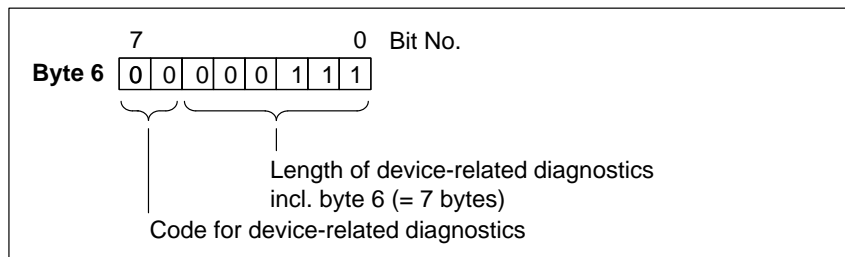 7 0 Bit No.
Byte 6 0 0 0 0 0 1 1 1
Length of device-related diagnostics
incl. byte 6 (= 7 bytes)
Code for device-related diagnostics